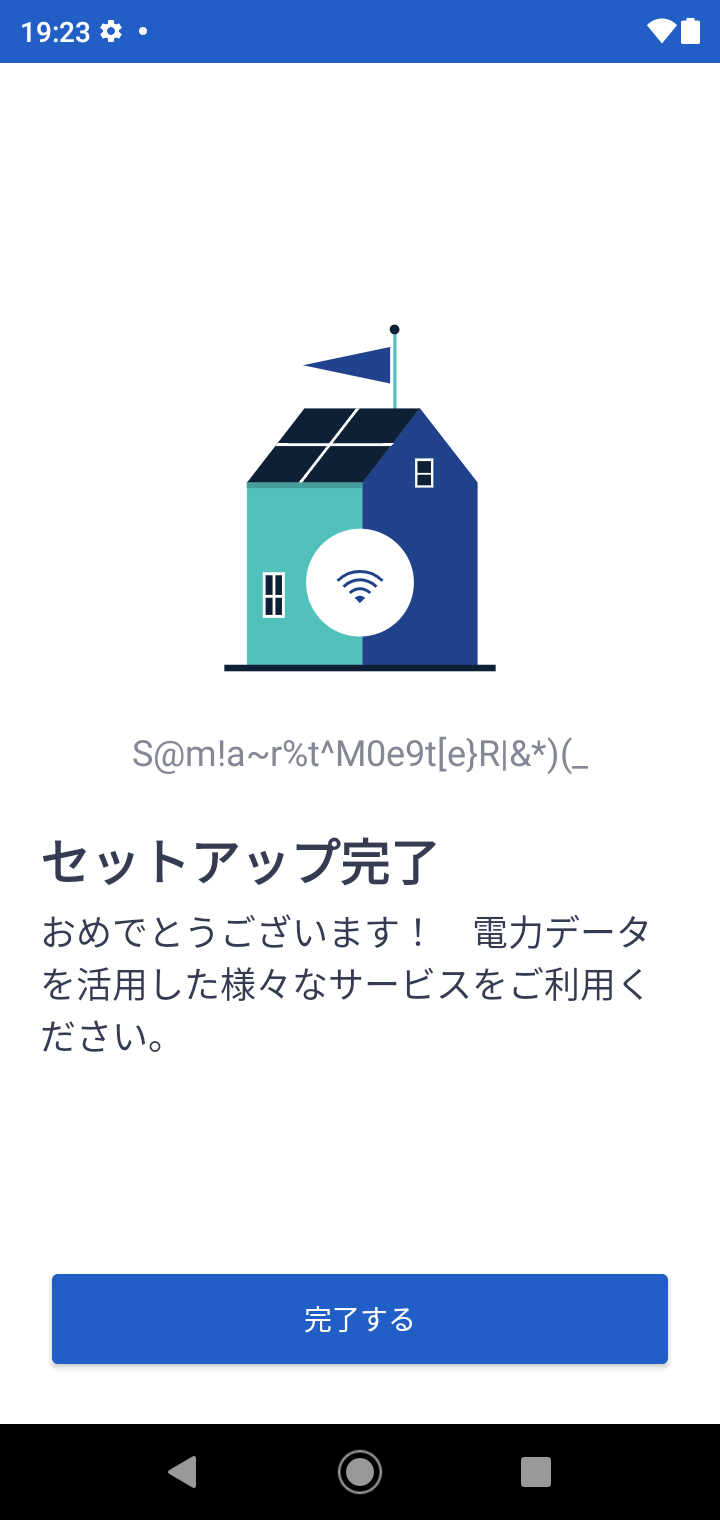 19:23
S@m!a~r%t^M0e9t[e}R|&*)(_
セットアップ完了
おめでとうございます！　電力データ
を活用した様々なサービスをご利用く
ださい。
完了する